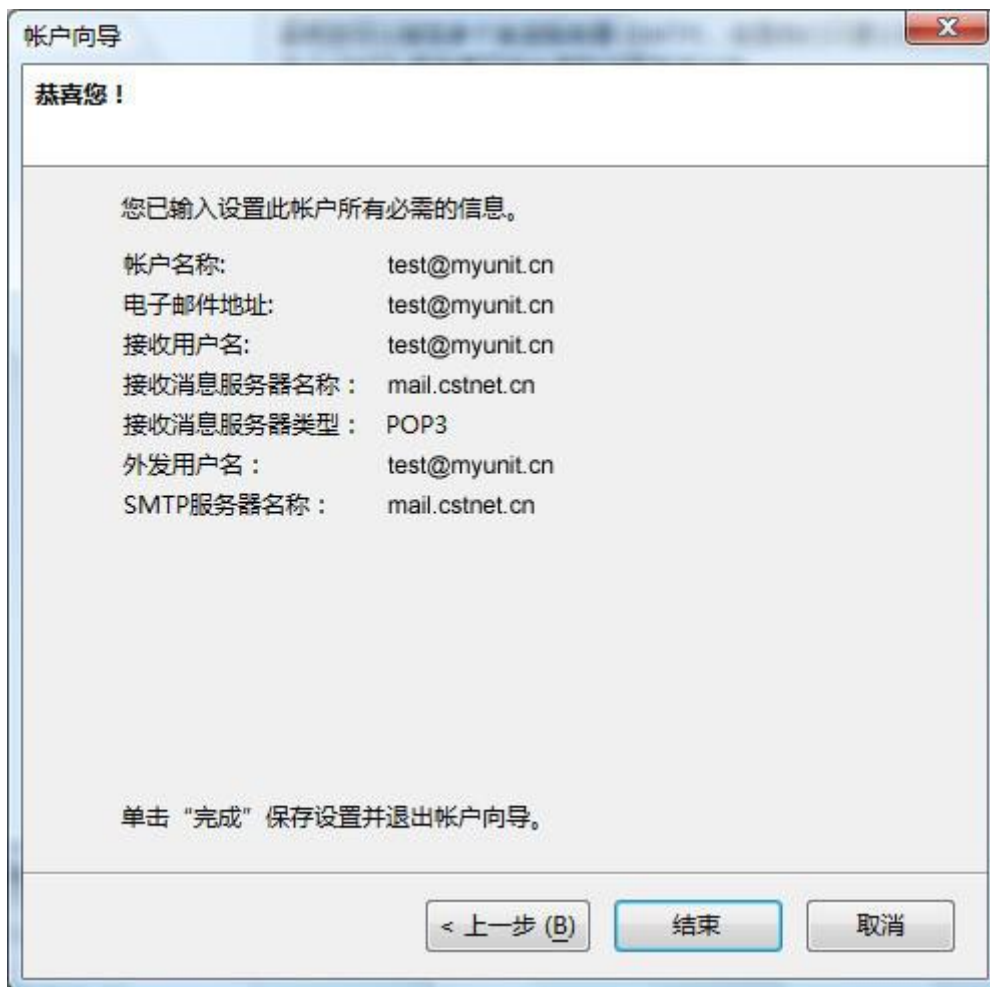 帐户向导
恭喜您！
您已输入设置此帐户所有必需的信息。
帐户名称: test@myunit.cn
电子邮件地址: test@myunit.cn
接收用户名: test@myunit.cn
接收消息服务器名称： mail.cstnet.cn
接收消息服务器类型： POP3
外发用户名： test@myunit.cn
SMTP服务器名称： mail.cstnet.cn
单击“完成”保存设置并退出帐户向导。
< 上一步 (B) 结束 取消